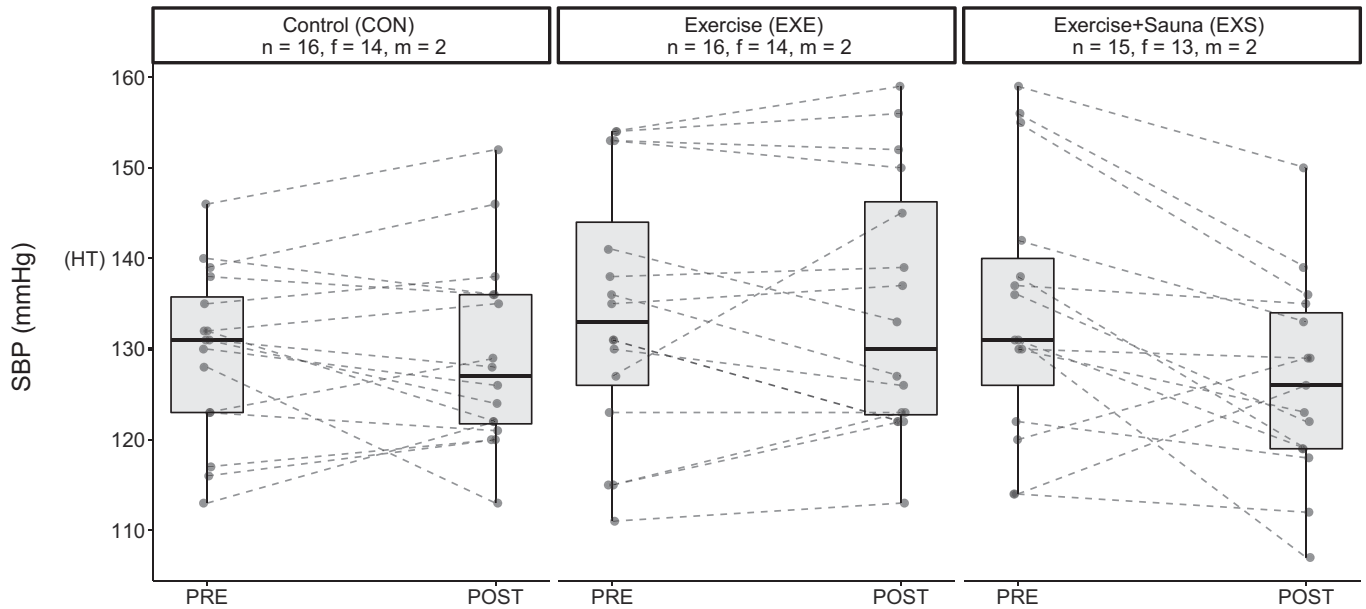 Control (CON)
n = 16, f = 14, m = 2
Exercise (EXE)
n = 16, f = 14, m = 2
Exercise+Sauna (EXS)
n = 15, f = 13, m = 2
SBP (mmHg)
160
150
(HT) 140
130
120
110
PRE
POST
PRE
POST
PRE
POST